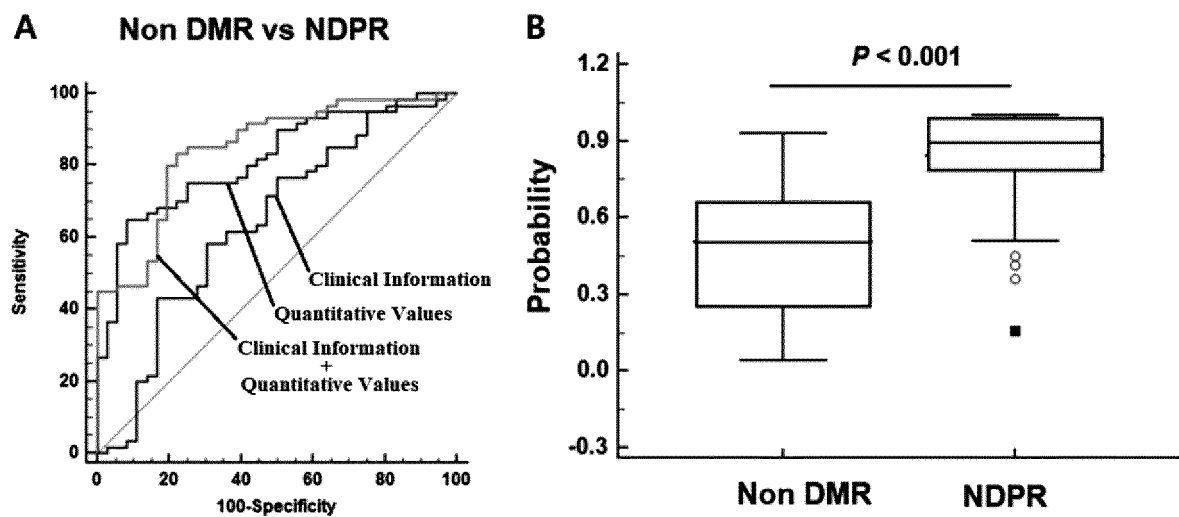 A
Non DMR vs NDPR
Sensitivity
100
80
60
40
20
0
Clinical Information
Quantitative Values
Clinical Information
+
Quantitative Values
0 20 40 60 80 100
100-Specificity
B
P < 0.001
Probability
1.2
0.9
0.6
0.3
0.0
-0.3
Non DMR NDPR